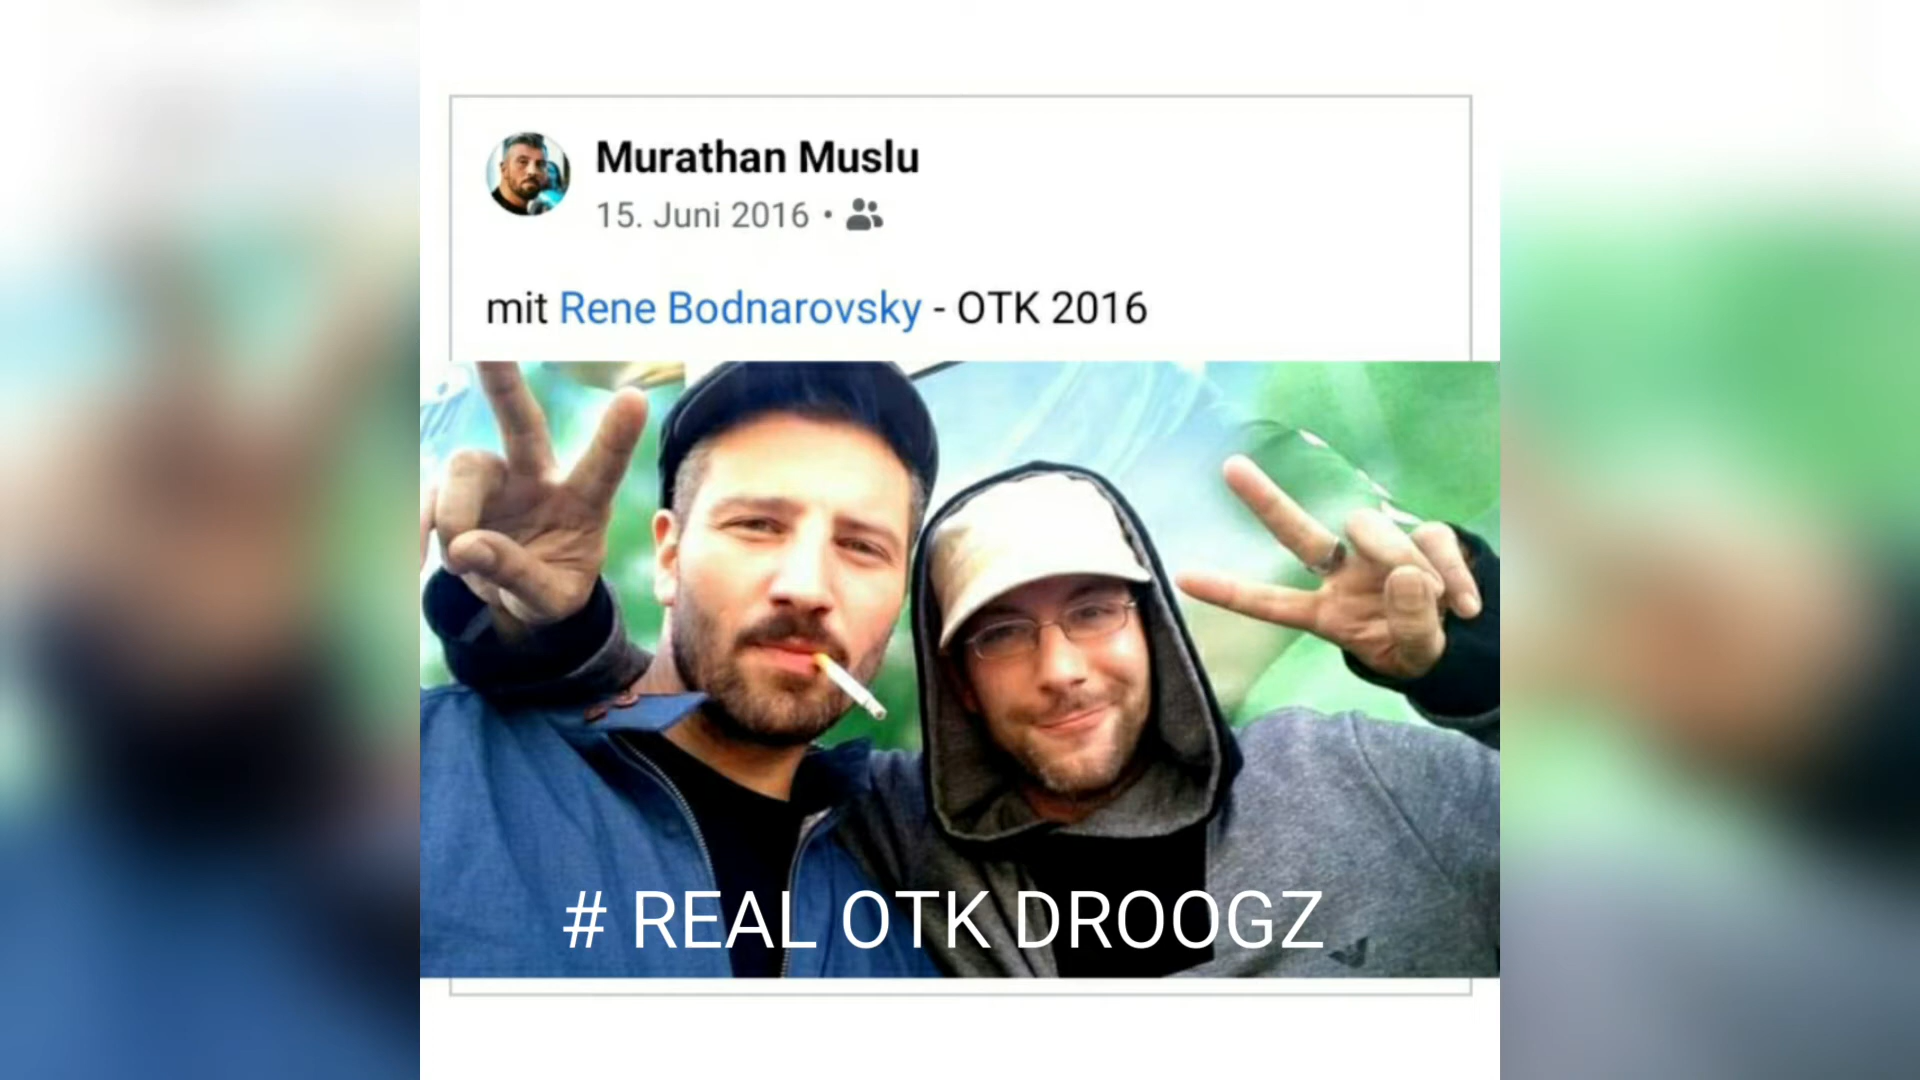 Murathan Muslu
15. Juni 2016 •
mit Rene Bodnarovsky - OTK 2016
# REAL OTK DROOGZ